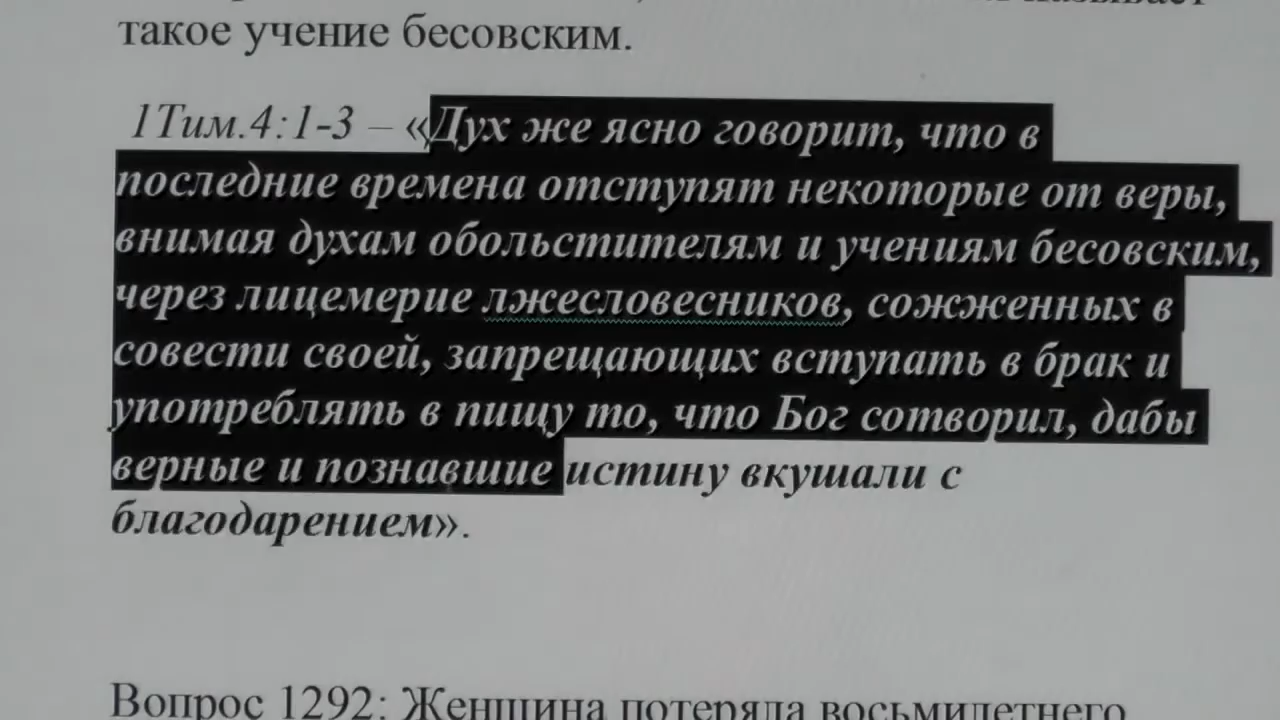 такое учение бесовским.
1Тим.4:1-3 – «Дух же ясно говорит, что в
последние времена отступят некоторые от веры,
внимая духам обольстителям и учениям бесовским,
через лицемерие лжесловесников, сожженных в
совести своей, запрещающих вступать в брак и
употреблять в пищу то, что Бог сотворил, дабы
верные и познавшие истину вкушали с
благодарением».
Вопрос 1292: Женщина потеряла восьмилетнего